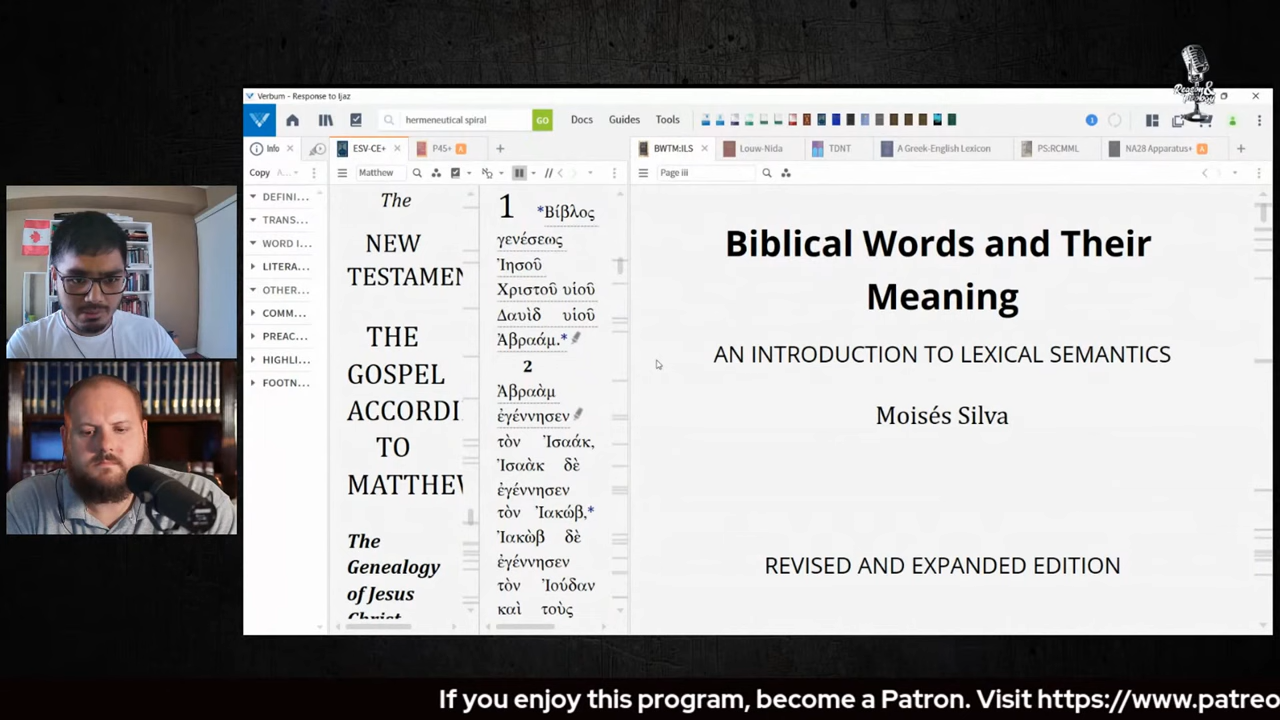 Verbum - Response to Ijaz
hermeneutical spiral
GO
Docs
Guides
Tools
Info
ESV-CE+
P45+
BWTM:ILS
Louw-Nida
TDNT
A Greek-English Lexicon
PS:RCMML
NA28 Apparatus+
Copy
A...
Matthew
Page iii
DEFINI...
TRANS...
WORD I...
LITERA...
OTHER...
COMM...
PREAC...
HIGHLI...
FOOTN...
The
NEW
TESTAMEN
THE
GOSPEL
ACCORDI
TO
MATTHEW
The
Genealogy
of Jesus
Christ
1 *Βίβλος
γενέσεως
Ἰησοῦ
Χριστοῦ υἱοῦ
Δαυὶδ υἱοῦ
Ἀβραάμ.*
2
Ἀβραὰμ
ἐγέννησεν
τὸν Ἰσαάκ,
Ἰσαὰκ δὲ
ἐγέννησεν
τὸν Ἰακώβ,*
Ἰακὼβ δὲ
ἐγέννησεν
τὸν Ἰούδαν
καὶ τοὺς
Biblical Words and Their
Meaning
AN INTRODUCTION TO LEXICAL SEMANTICS
Moisés Silva
REVISED AND EXPANDED EDITION
If you enjoy this program, become a Patron. Visit https://www.patreo